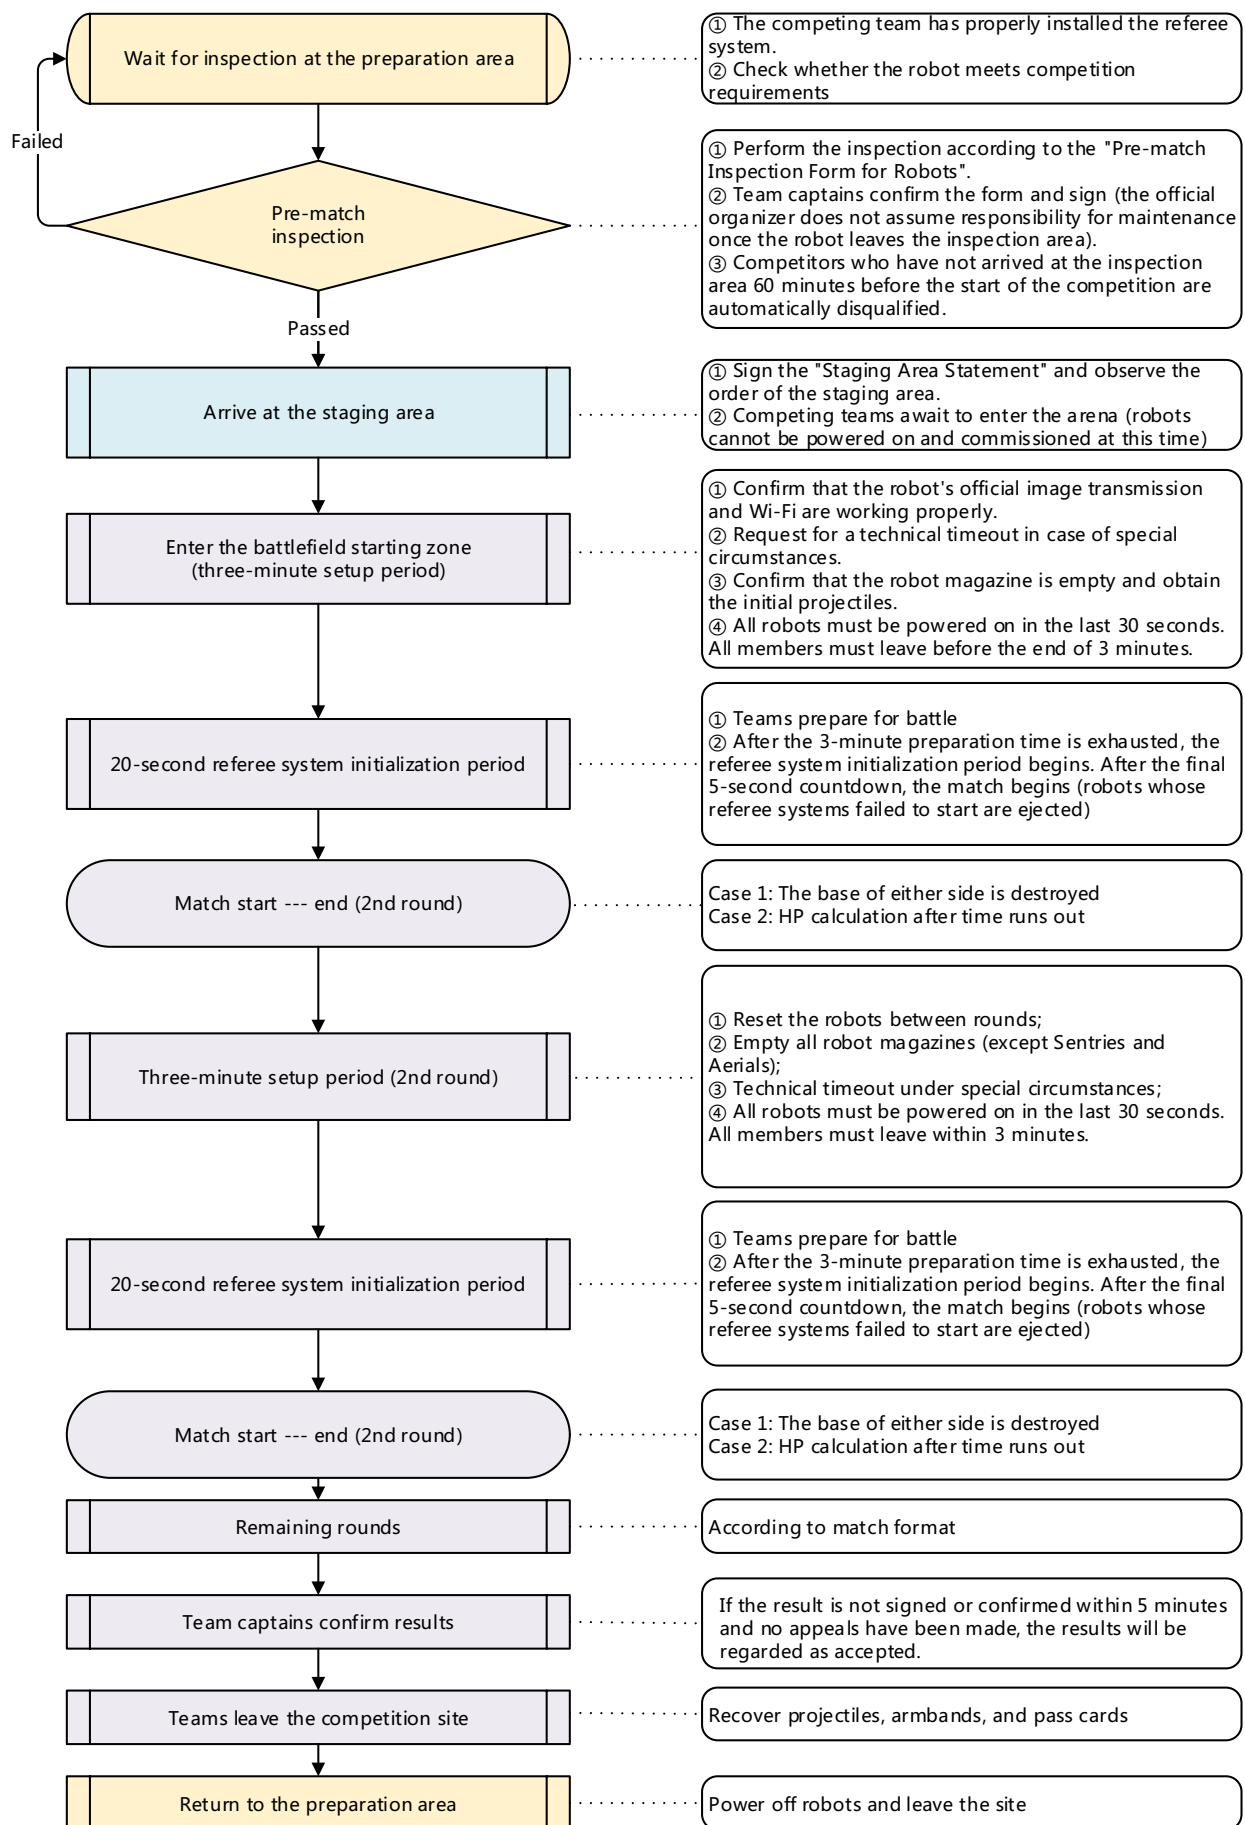 Wait for inspection at the preparation area
① The competing team has properly installed the referee
system.
② Check whether the robot meets competition
requirements
Failed
Pre-match
inspection
① Perform the inspection according to the "Pre-match
Inspection Form for Robots".
② Team captains confirm the form and sign (the official
organizer does not assume responsibility for maintenance
once the robot leaves the inspection area).
③ Competitors who have not arrived at the inspection
area 60 minutes before the start of the competition are
automatically disqualified.
Passed
Arrive at the staging area
① Sign the "Staging Area Statement" and observe the
order of the staging area.
② Competing teams await to enter the arena (robots
cannot be powered on and commissioned at this time)
Enter the battlefield starting zone
(three-minute setup period)
① Confirm that the robot's official image transmission
and Wi-Fi are working properly.
② Request for a technical timeout in case of special
circumstances.
③ Confirm that the robot magazine is empty and obtain
the initial projectiles.
④ All robots must be powered on in the last 30 seconds.
All members must leave before the end of 3 minutes.
20-second referee system initialization period
① Teams prepare for battle
② After the 3-minute preparation time is exhausted, the
referee system initialization period begins. After the final
5-second countdown, the match begins (robots whose
referee systems failed to start are ejected)
Match start --- end (2nd round)
Case 1: The base of either side is destroyed
Case 2: HP calculation after time runs out
Three-minute setup period (2nd round)
① Reset the robots between rounds;
② Empty all robot magazines (except Sentries and
Aerials);
③ Technical timeout under special circumstances;
④ All robots must be powered on in the last 30 seconds.
All members must leave within 3 minutes.
20-second referee system initialization period
① Teams prepare for battle
② After the 3-minute preparation time is exhausted, the
referee system initialization period begins. After the final
5-second countdown, the match begins (robots whose
referee systems failed to start are ejected)
Match start --- end (2nd round)
Case 1: The base of either side is destroyed
Case 2: HP calculation after time runs out
Remaining rounds
According to match format
Team captains confirm results
If the result is not signed or confirmed within 5 minutes
and no appeals have been made, the results will be
regarded as accepted.
Teams leave the competition site
Recover projectiles, armbands, and pass cards
Return to the preparation area
Power off robots and leave the site